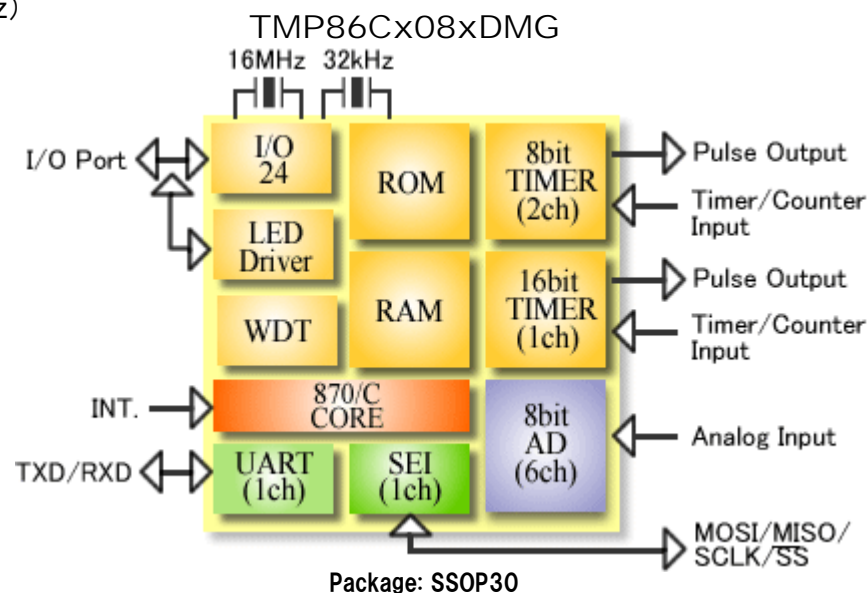 z)
TMP86Cx08xDMG
16MHz 32kHz
I/O Port
I/O
24
ROM
8bit
TIMER
(2ch)
Pulse Output
Timer/Counter
Input
LED
Driver
RAM
16bit
TIMER
(1ch)
Pulse Output
Timer/Counter
Input
WDT
INT.
870/C
CORE
8bit
AD
(6ch)
Analog Input
TXD/RXD
UART
(1ch)
SEI
(1ch)
MOSI/MISO/
SCLK/S̅S̅
Package: SSOP30